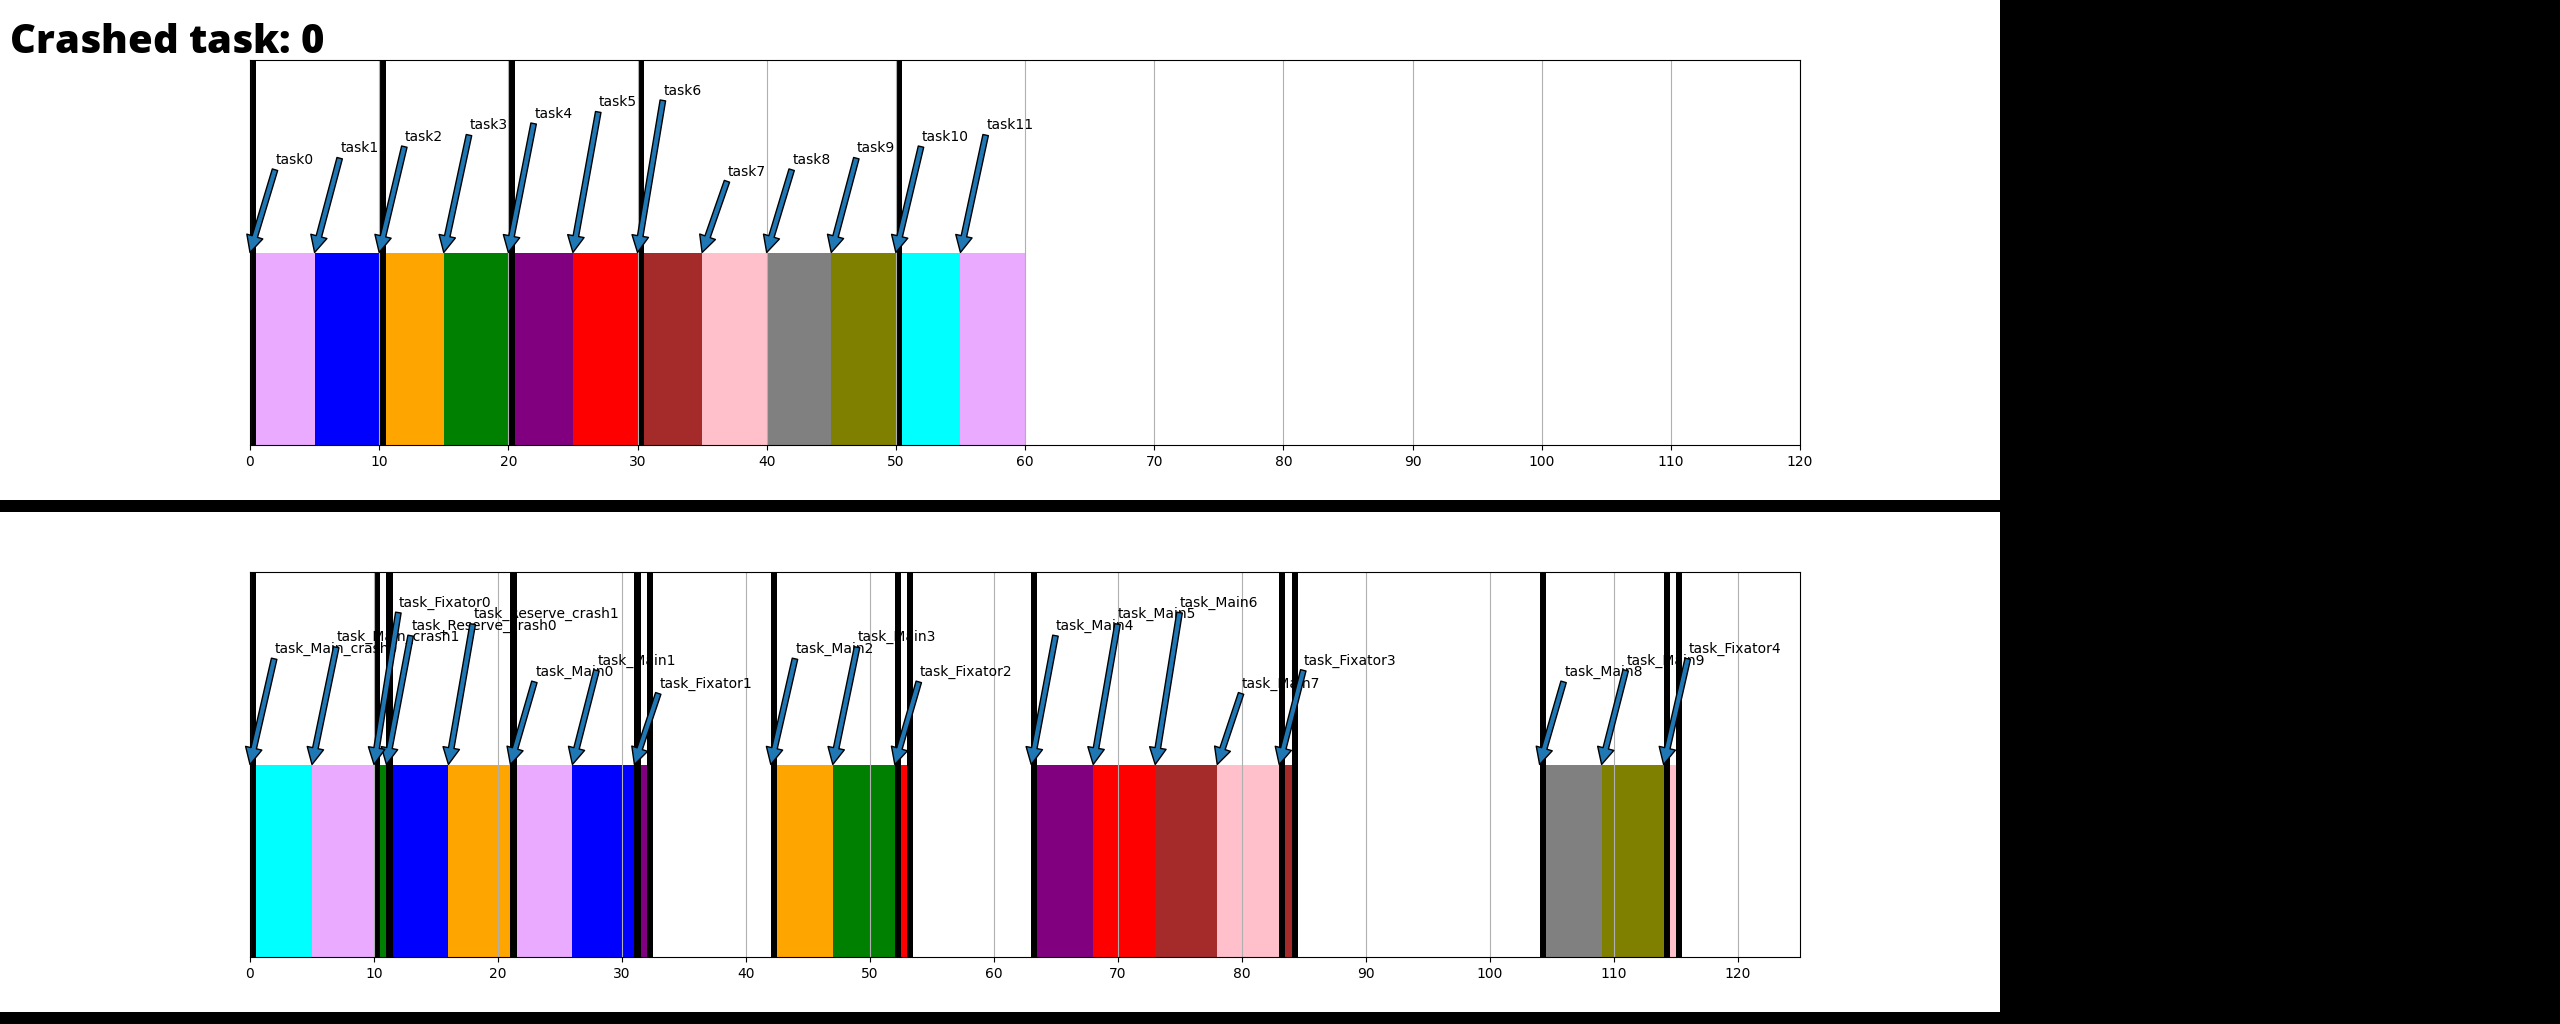 Crashed task: 0
task6
task5
task4
task3
task11
task2
task10
task1
task9
task0
task8
task7
0 10 20 30 40 50 60 70 80 90 100 110 120
task_Fixator0
task_Main6
task_Reserve_crash1
task_Main5
task_Reserve_crash0
task_Main4
task_Main_crash1
task_Main3
task_Main_crash
task_Main2
task_Fixator4
task_Main1
task_Fixator3
task_Main9
task_Main0
task_Fixator2
task_Main8
task_Fixator1
task_Main7
0 10 20 30 40 50 60 70 80 90 100 110 120